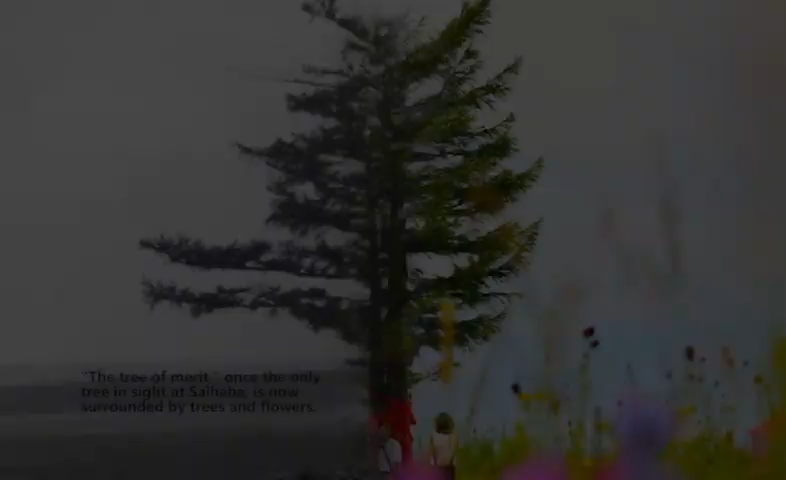 "The tree of merit," once the only
tree in sight at Saihaba, is now
surrounded by trees and flowers.